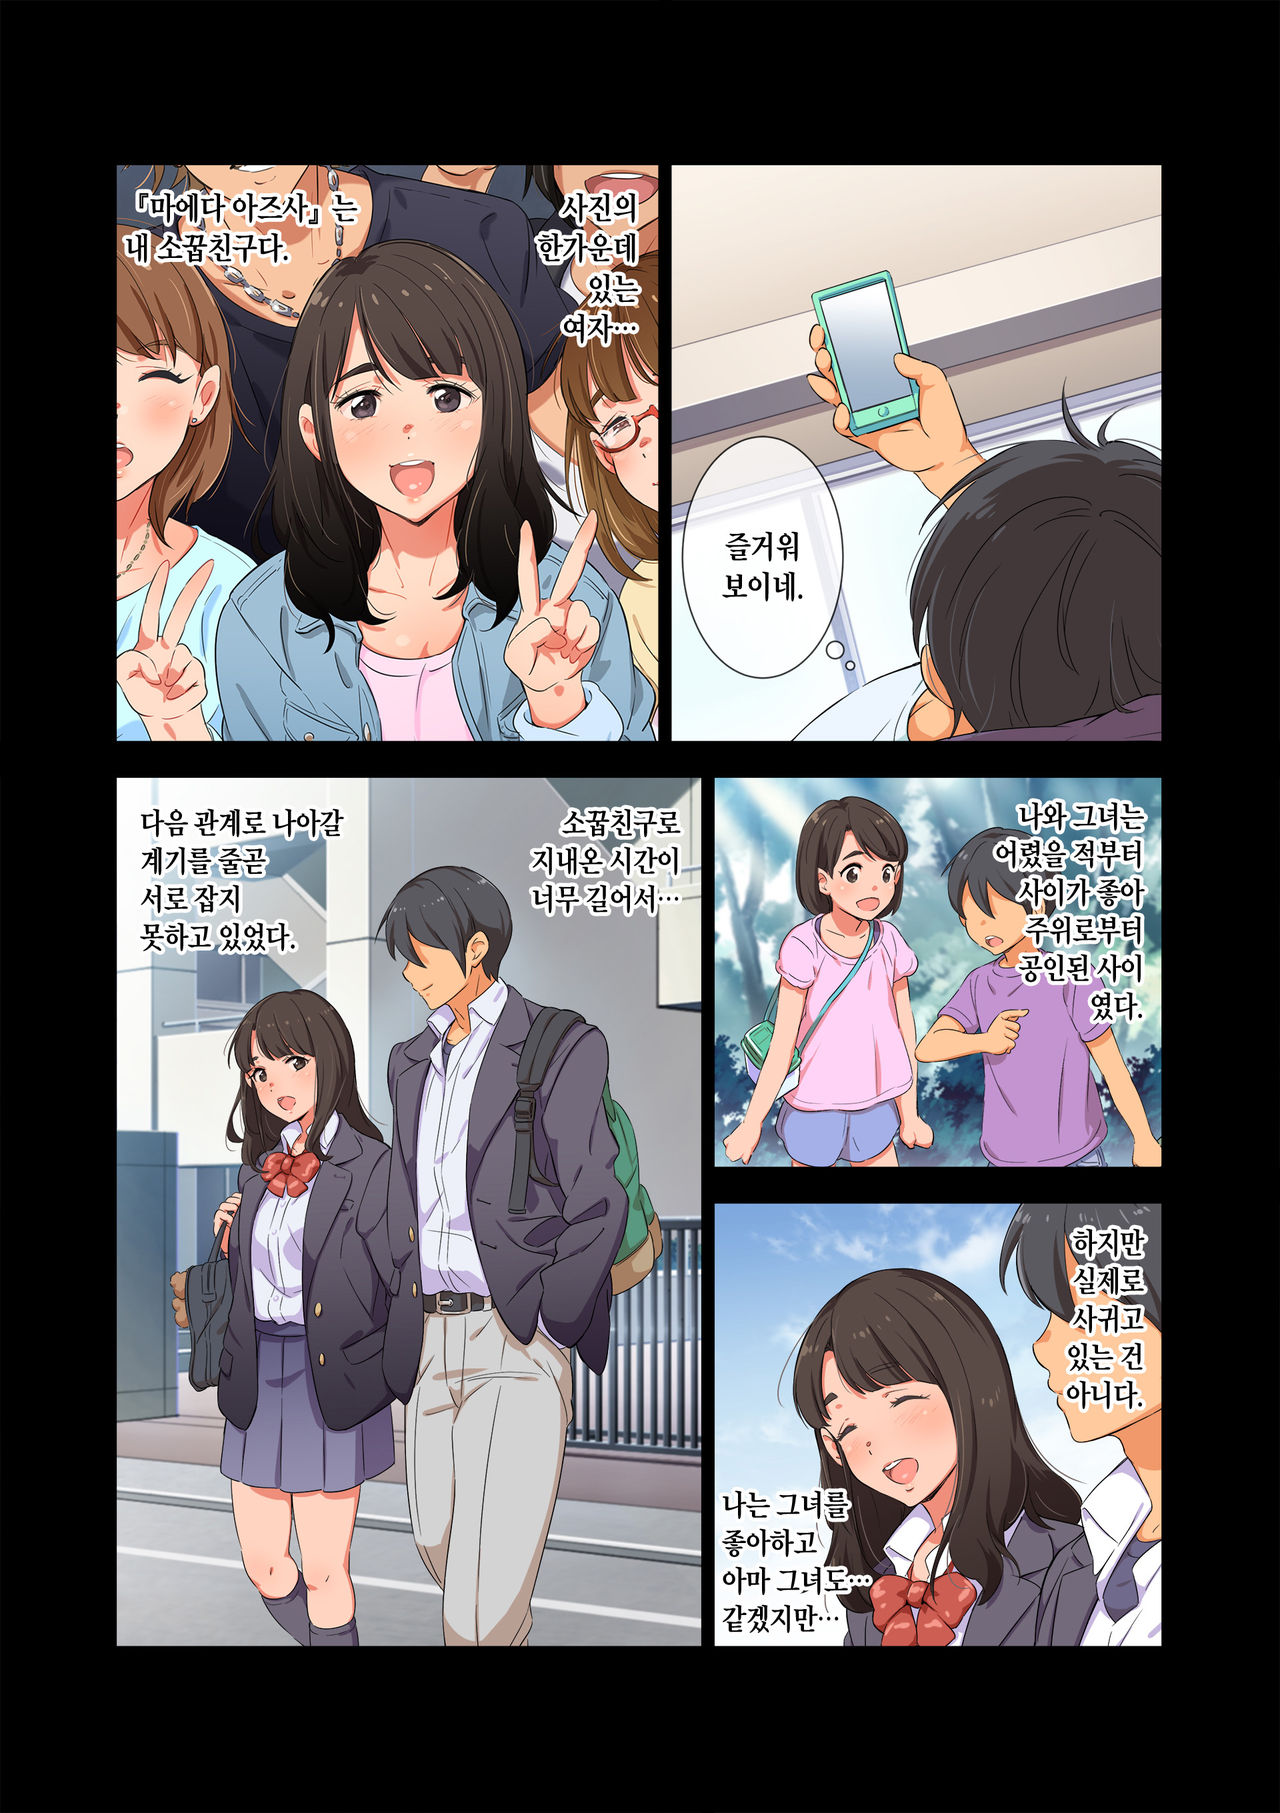 즐거워
보이네.
사진의
한가운데
있는
여자…
『마에다 아즈사』는
내 소꿉친구다.
나와 그녀는
어렸을 적부터
사이가 좋아
주위로부터
공인된 사이
였다.
하지만
실제로
사귀고
있는 건
아니다.
나는 그녀를
좋아하고
아마 그녀도…
같겠지만…
소꿉친구로
지내온 시간이
너무 길어서…
다음 관계로 나아갈
계기를 줄곧
서로 잡지
못하고 있었다.